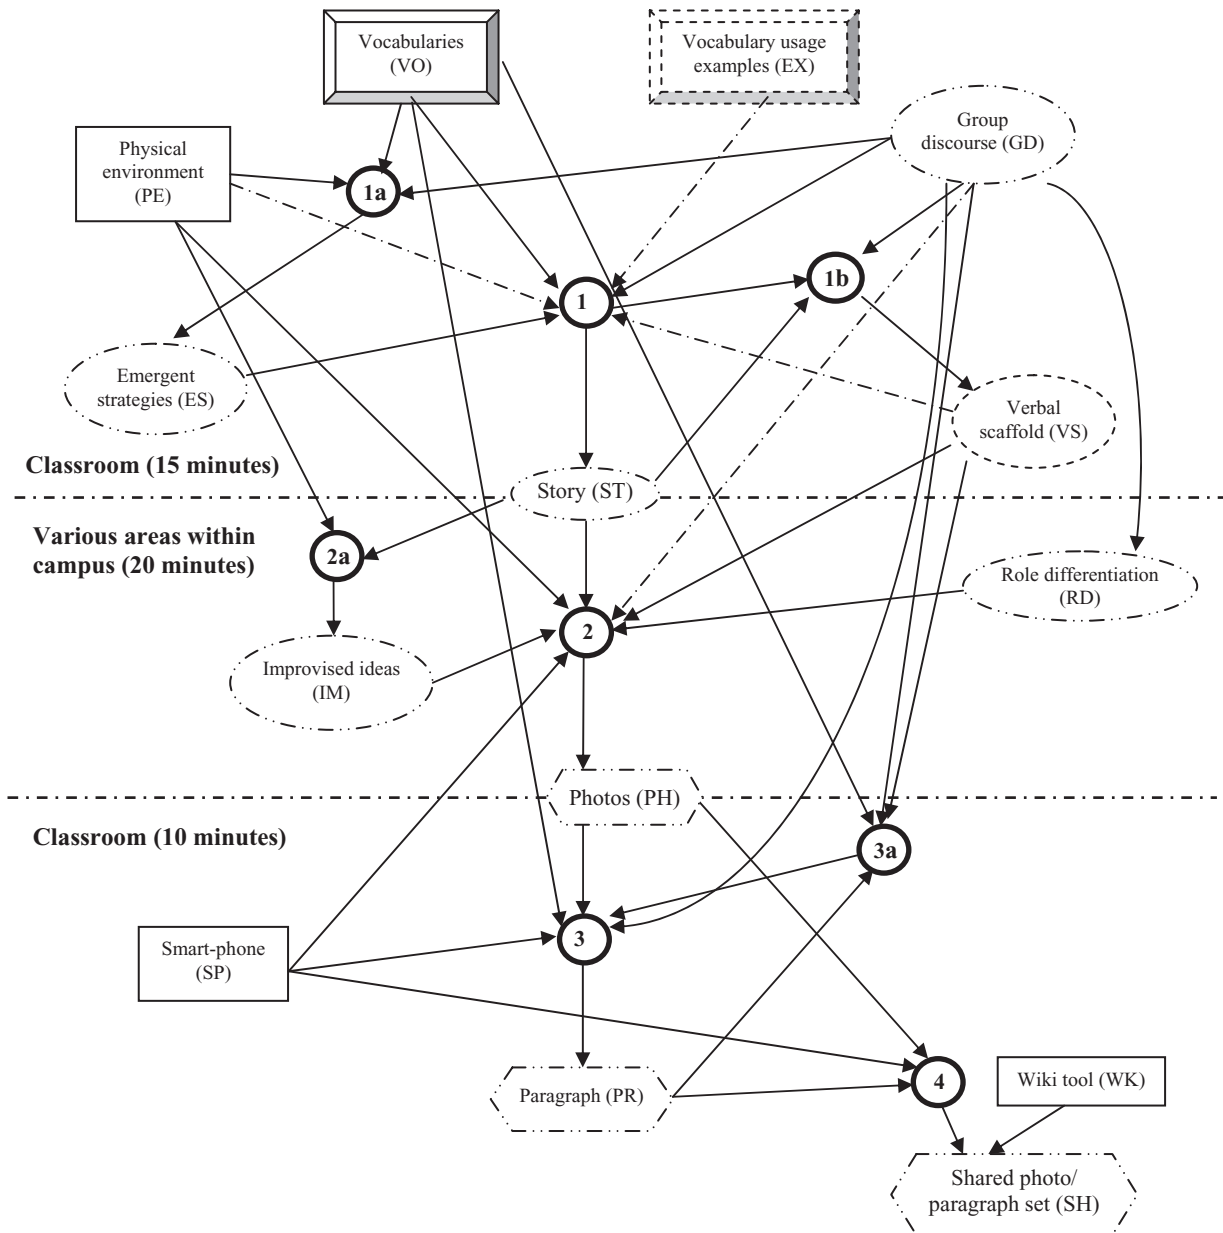 Vocabularies
(VO)
Vocabulary usage
examples (EX)
Group
discourse (GD)
Physical
environment
(PE)
1a
1b
1
Emergent
strategies (ES)
Verbal
scaffold (VS)
Classroom (15 minutes)
Story (ST)
Various areas within
campus (20 minutes)
2a
Role differentiation
(RD)
2
Improvised ideas
(IM)
Photos (PH)
Classroom (10 minutes)
3a
3
Smart-phone
(SP)
4
Wiki tool (WK)
Paragraph (PR)
Shared photo/
paragraph set (SH)